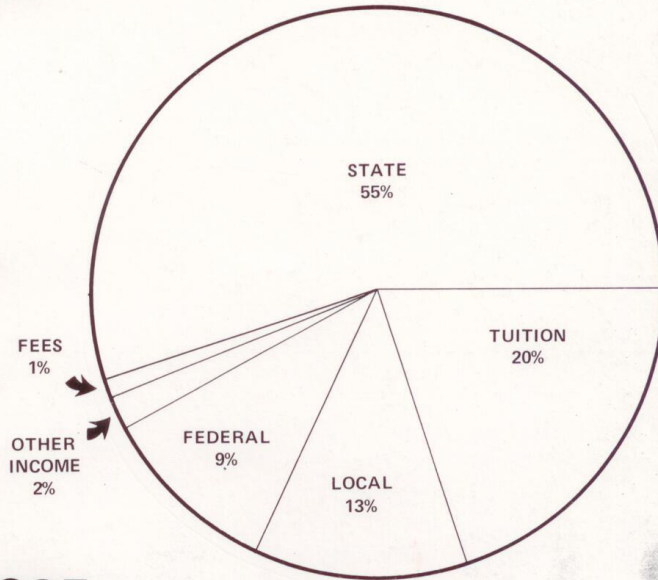 STATE
55%
TUITION
20%
FEES
1%
OTHER
INCOME
2%
FEDERAL
9%
LOCAL
13%